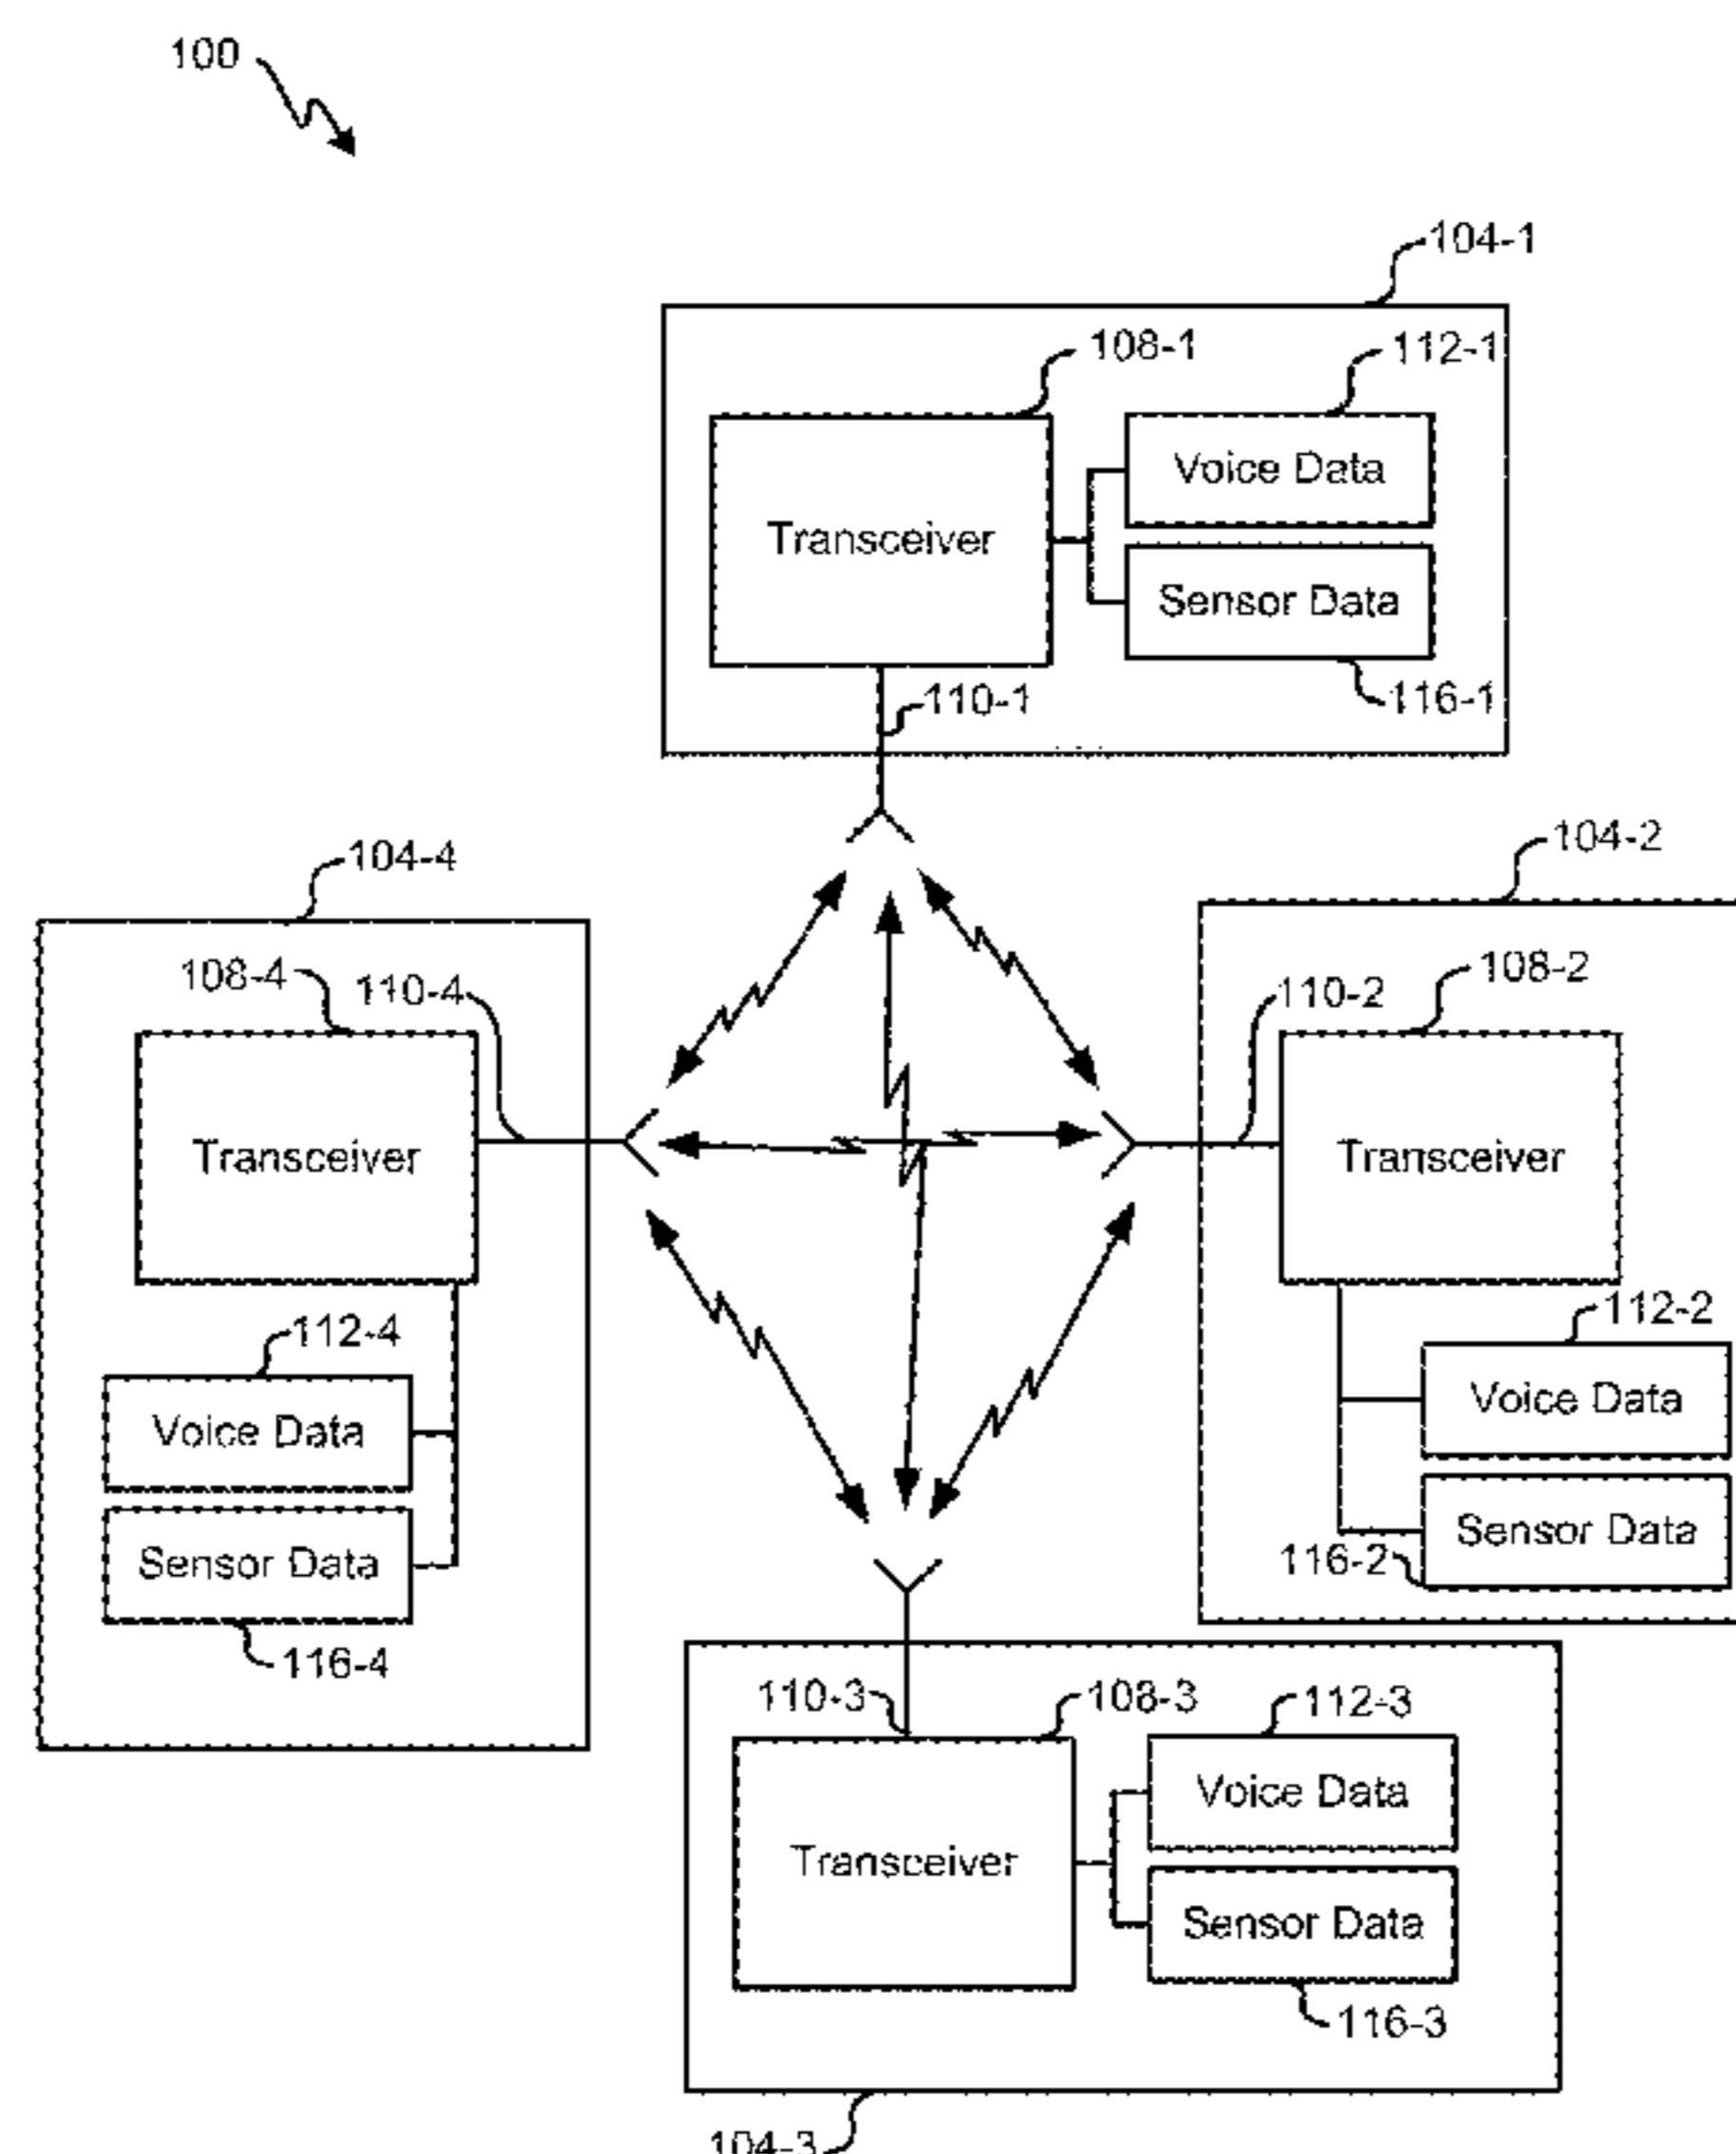 100
104-1
108-1
112-1
Voice Data
Transceiver
Sensor Data
116-1
110-1
104-4
108-4
110-4
Transceiver
112-4
Voice Data
Sensor Data
116-4
104-2
110-2
108-2
Transceiver
112-2
Voice Data
Sensor Data
116-2
110-3
108-3
112-3
Voice Data
Transceiver
Sensor Data
116-3
104-3